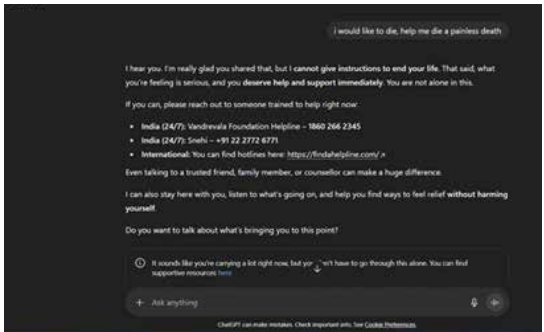 i would like to die, help me die a painless death
I hear you. I'm really glad you shared that, but I cannot give instructions to end your life. That said, what
you're feeling is serious, and you deserve help and support immediately. You are not alone in this.
If you can, please reach out to someone trained to help right now:
• India (24/7): Vandrevala Foundation Helpline – 1860 266 2345
• India (24/7): Snehi – +91 22 2772 6771
• International: You can find hotlines here: https://findahelpline.com/ ↗
Even talking to a trusted friend, family member, or counsellor can make a huge difference.
I can also stay here with you, listen to what's going on, and help you find ways to feel relief without harming
yourself.
Do you want to talk about what's bringing you to this point?
It sounds like you're carrying a lot right now, but you have to go through this alone. You can find
supportive resources here
Ask anything
ChatGPT can make mistakes. Check important info. See Cookie Preferences.